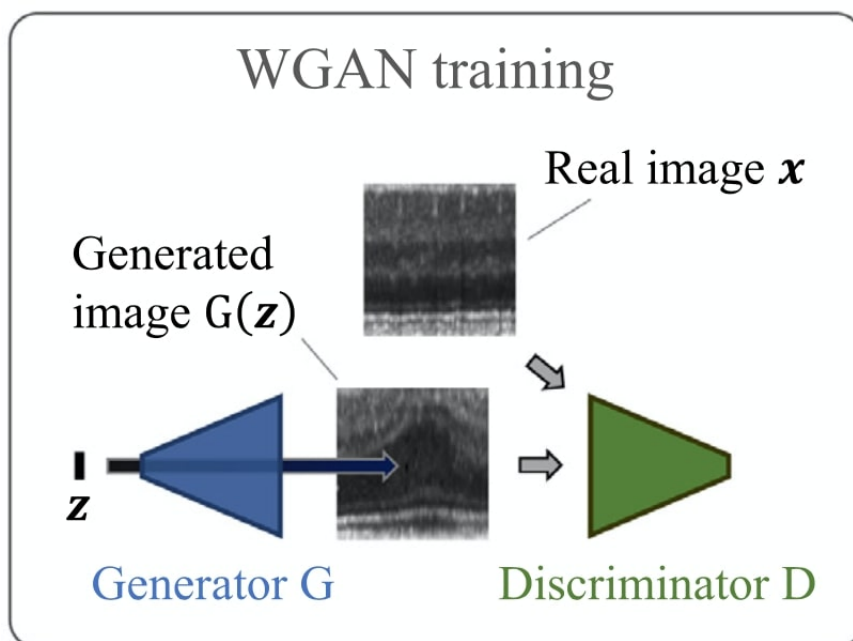 WGAN training
Real image x
Generated
image G(z)
z
Generator G
Discriminator D